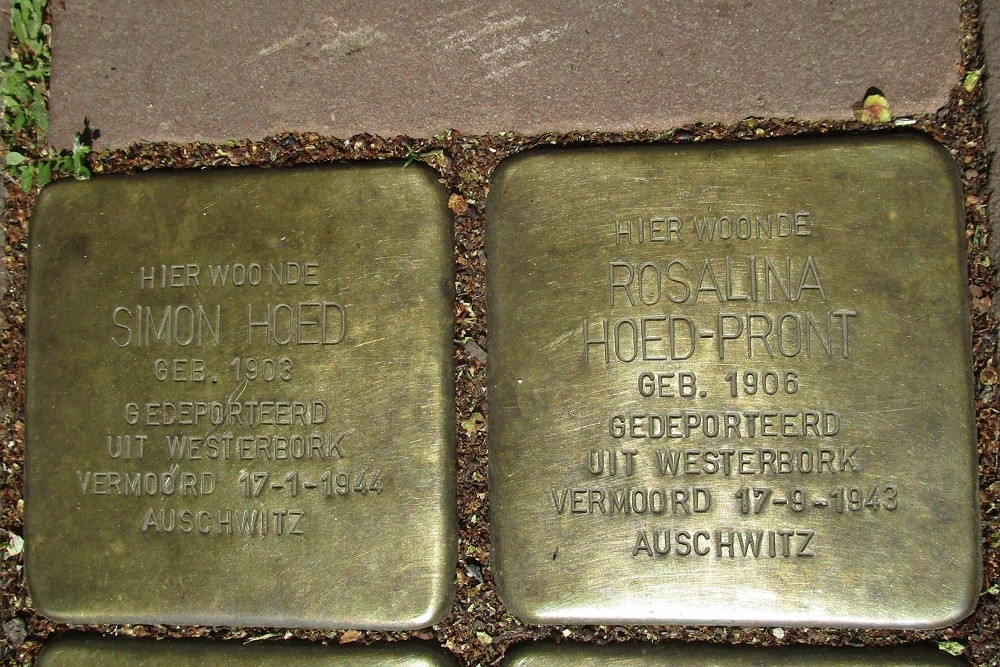 HIER WOONDE
SIMON HOED
GEB. 1903
GEDEPORTEERD
UIT WESTERBORK
VERMOORD 17-1-1944
AUSCHWITZ
HIER WOONDE
ROSALINA
HOED-PRONT
GEB. 1906
GEDEPORTEERD
UIT WESTERBORK
VERMOORD 17-9-1943
AUSCHWITZ